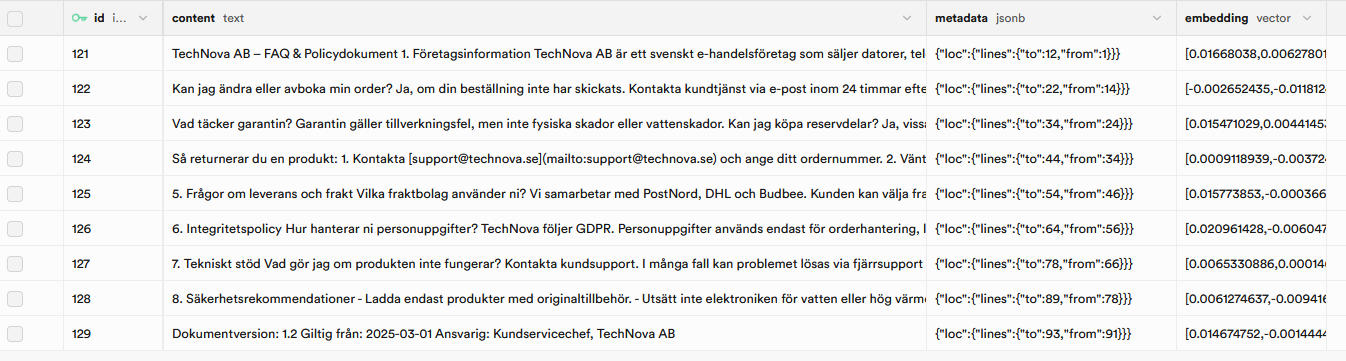 id i... content text metadata jsonb embedding vector
121 TechNova AB – FAQ & Policydokument 1. Företagsinformation TechNova AB är ett svenskt e-handelsföretag som säljer datorer, tel {"loc":{"lines":{"to":12,"from":1}}} [0.01668038,0.00627801
122 Kan jag ändra eller avboka min order? Ja, om din beställning inte har skickats. Kontakta kundtjänst via e-post inom 24 timmar efte {"loc":{"lines":{"to":22,"from":14}}} [-0.002652435,-0.011812
123 Vad täcker garantin? Garantin gäller tillverkningsfel, men inte fysiska skador eller vattenskador. Kan jag köpa reservdelar? Ja, vissa {"loc":{"lines":{"to":34,"from":24}}} [0.015471029,0.0044145
124 Så returnerar du en produkt: 1. Kontakta [support@technova.se](mailto:support@technova.se) och ange ditt ordernummer. 2. Vänt {"loc":{"lines":{"to":44,"from":34}}} [0.0009118939,-0.003724
125 5. Frågor om leverans och frakt Vilka fraktbolag använder ni? Vi samarbetar med PostNord, DHL och Budbee. Kunden kan välja fra {"loc":{"lines":{"to":54,"from":46}}} [0.015773853,-0.000366
126 6. Integritetspolicy Hur hanterar ni personuppgifter? TechNova följer GDPR. Personuppgifter används endast för orderhantering, l {"loc":{"lines":{"to":64,"from":56}}} [0.020961428,-0.006047
127 7. Tekniskt stöd Vad gör jag om produkten inte fungerar? Kontakta kundsupport. I många fall kan problemet lösas via fjärrsupport {"loc":{"lines":{"to":78,"from":66}}} [0.0065330886,0.00014
128 8. Säkerhetsrekommendationer - Ladda endast produkter med originaltillbehör. - Utsätt inte elektroniken för vatten eller hög värme {"loc":{"lines":{"to":89,"from":78}}} [0.0061274637,-0.009416
129 Dokumentversion: 1.2 Giltig från: 2025-03-01 Ansvarig: Kundservicechef, TechNova AB {"loc":{"lines":{"to":93,"from":91}}} [0.014674752,-0.0014444